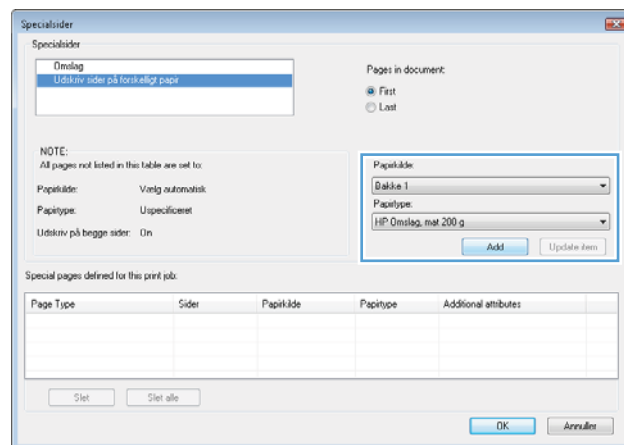 Specialsider
Specialsider
Omslag
Udskriv sider på forskelligt papir
Pages in document:
First
Last
NOTE:
All pages not listed in this table are set to:
Papirkilde: Vælg automatisk
Papirtype: Uspecificeret
Udskriv på begge sider: On
Papirkilde:
Bakke 1
Papirtype:
HP Omslag, mat 200 g
Add Update item
Special pages defined for this print job:
Page Type Sider Papirkilde Papirtype Additional attributes
Slet Slet alle
OK Annuller